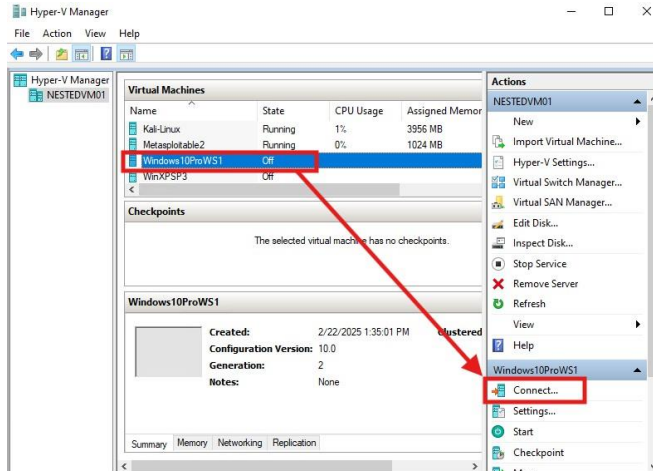 Hyper-V Manager
File Action View Help
Hyper-V Manager
NESTEDVM01
Virtual Machines
Name State CPU Usage Assigned Memor
Kali-Linux Running 1% 3956 MB
Metasploitable2 Running 0% 1024 MB
Windows10ProWS1 Off
WinXPSP3 Off
Checkpoints
The selected virtual machine has no checkpoints.
Windows10ProWS1
Created: 2/22/2025 1:35:01 PM Clustered
Configuration Version: 10.0
Generation: 2
Notes: None
Summary Memory Networking Replication
Actions
NESTEDVM01
New
Import Virtual Machine...
Hyper-V Settings...
Virtual Switch Manager...
Virtual SAN Manager...
Edit Disk...
Inspect Disk...
Stop Service
Remove Server
Refresh
View
Help
Windows10ProWS1
Connect...
Settings...
Start
Checkpoint